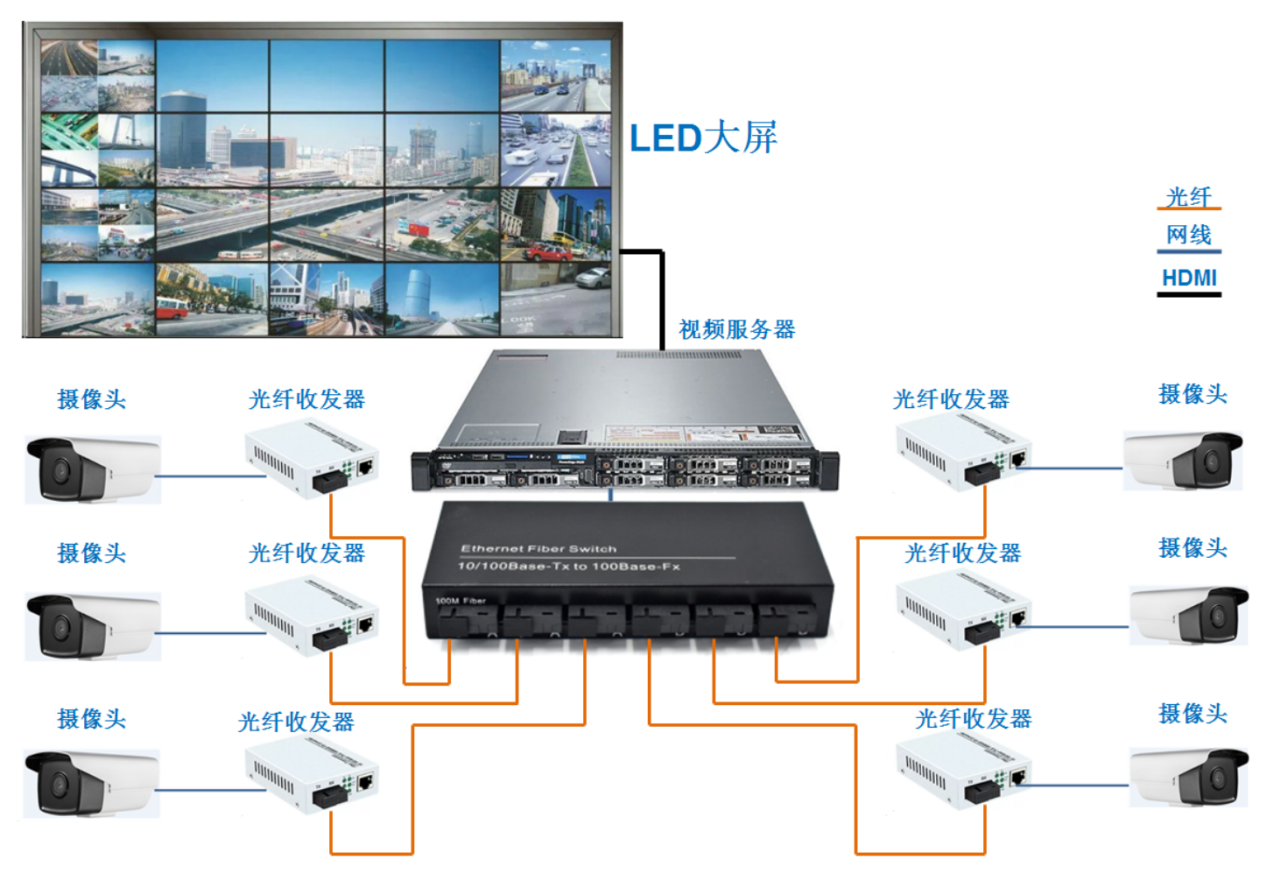 LED大屏
光纤
网线
HDMI
视频服务器
摄像头
光纤收发器
光纤收发器
摄像头
Ethernet Fiber Switch
10/100Base-Tx to 100Base-Fx
100M Fiber
摄像头
光纤收发器
光纤收发器
摄像头
摄像头
光纤收发器
光纤收发器
摄像头